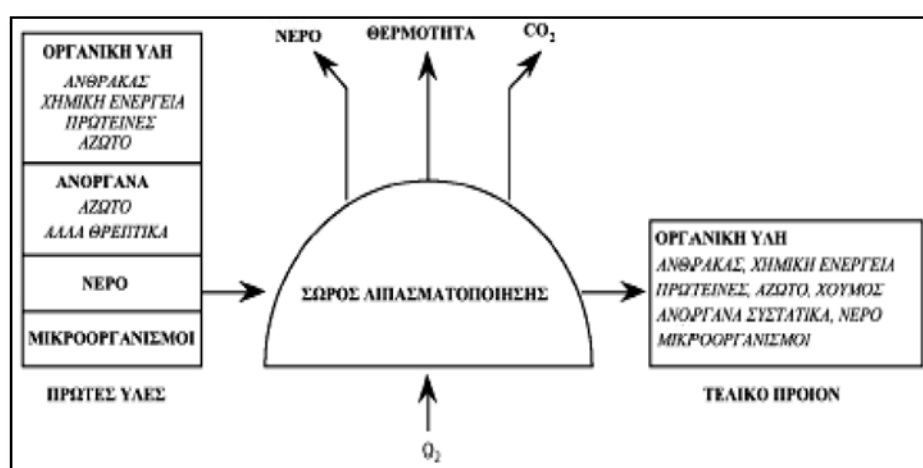 ΟΡΓΑΝΙΚΗ ΥΛΗ
ΑΝΘΡΑΚΑΣ
ΧΗΜΙΚΗ ΕΝΕΡΓΕΙΑ
ΠΡΩΤΕΙΝΕΣ
ΑΖΩΤΟ
ΑΝΟΡΓΑΝΑ
ΑΖΩΤΟ
ΑΛΛΑ ΘΡΕΠΤΙΚΑ
ΝΕΡΟ
ΜΙΚΡΟΟΡΓΑΝΙΣΜΟΙ
ΠΡΩΤΕΣ ΥΛΕΣ
ΝΕΡΟ
ΘΕΡΜΟΤΗΤΑ
CO₂
ΣΩΡΟΣ ΛΙΠΑΣΜΑΤΟΠΟΙΗΣΗΣ
O₂
ΟΡΓΑΝΙΚΗ ΥΛΗ
ΑΝΘΡΑΚΑΣ, ΧΗΜΙΚΗ ΕΝΕΡΓΕΙΑ
ΠΡΩΤΕΙΝΕΣ, ΑΖΩΤΟ, ΧΟΥΜΟΣ
ΑΝΟΡΓΑΝΑ ΣΥΣΤΑΤΙΚΑ, ΝΕΡΟ
ΜΙΚΡΟΟΡΓΑΝΙΣΜΟΙ
ΤΕΛΙΚΟ ΠΡΟΙΟΝ